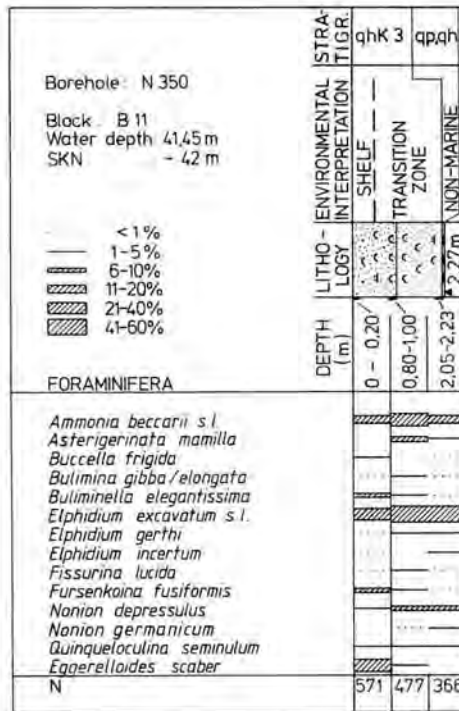 STRA-
TIGR.
qhK 3
qp,qh
Borehole: N 350
Block B 11
Water depth 41,45 m
SKN - 42 m
ENVIRONMENTAL
INTERPRETATION
SHELF
TRANSITION
ZONE
NON-MARINE
<1%
1-5%
6-10%
11-20%
21-40%
41-60%
LITHO-
LOGY
2,27m
DEPTH
(m)
0 - 0,20
0,80-1,00
2,05-2,23
FORAMINIFERA
Ammonia beccarii s.l.
Asterigerinata mamilla
Buccella frigida
Bulimina gibba/elongata
Buliminella elegantissima
Elphidium excavatum s.l.
Elphidium gerthi
Elphidium incertum
Fissurina lucida
Fursenkoina fusiformis
Nonion depressulus
Nonion germanicum
Quinqueloculina seminulum
Eggerelloides scaber
N 571 477 366